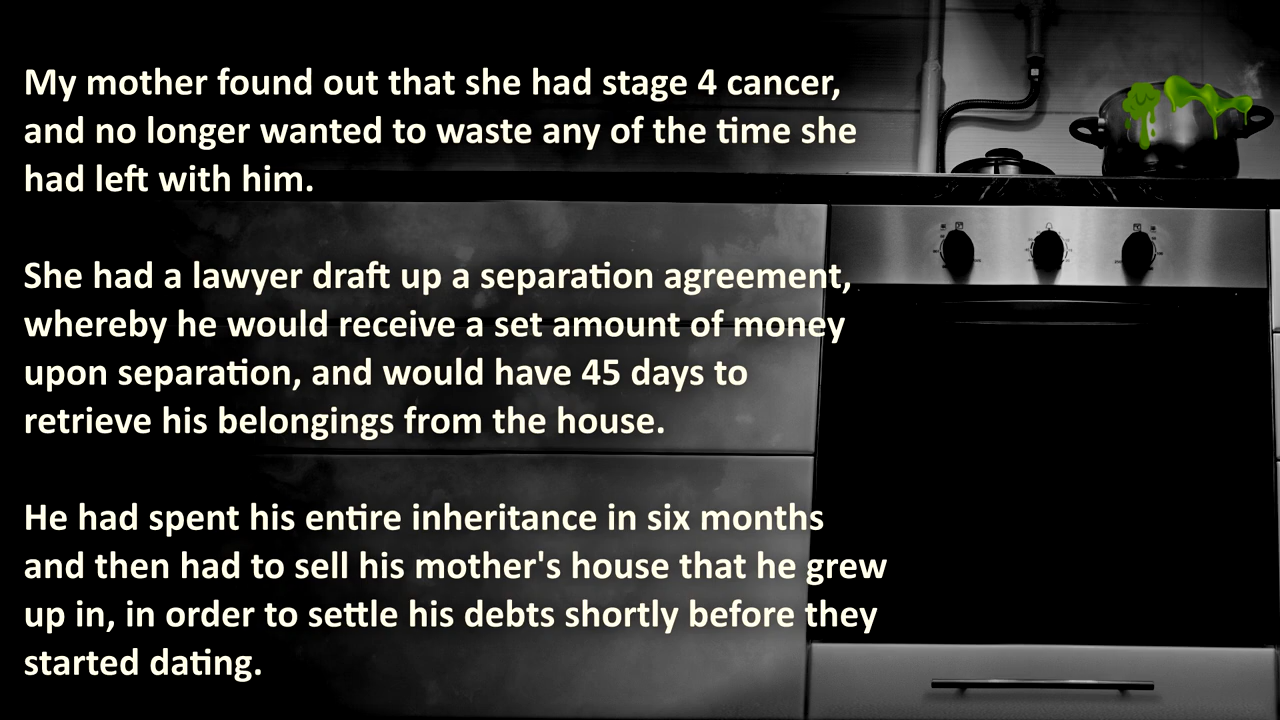 My mother found out that she had stage 4 cancer,
and no longer wanted to waste any of the time she
had left with him.
She had a lawyer draft up a separation agreement,
whereby he would receive a set amount of money
upon separation, and would have 45 days to
retrieve his belongings from the house.
He had spent his entire inheritance in six months
and then had to sell his mother's house that he grew
up in, in order to settle his debts shortly before they
started dating.